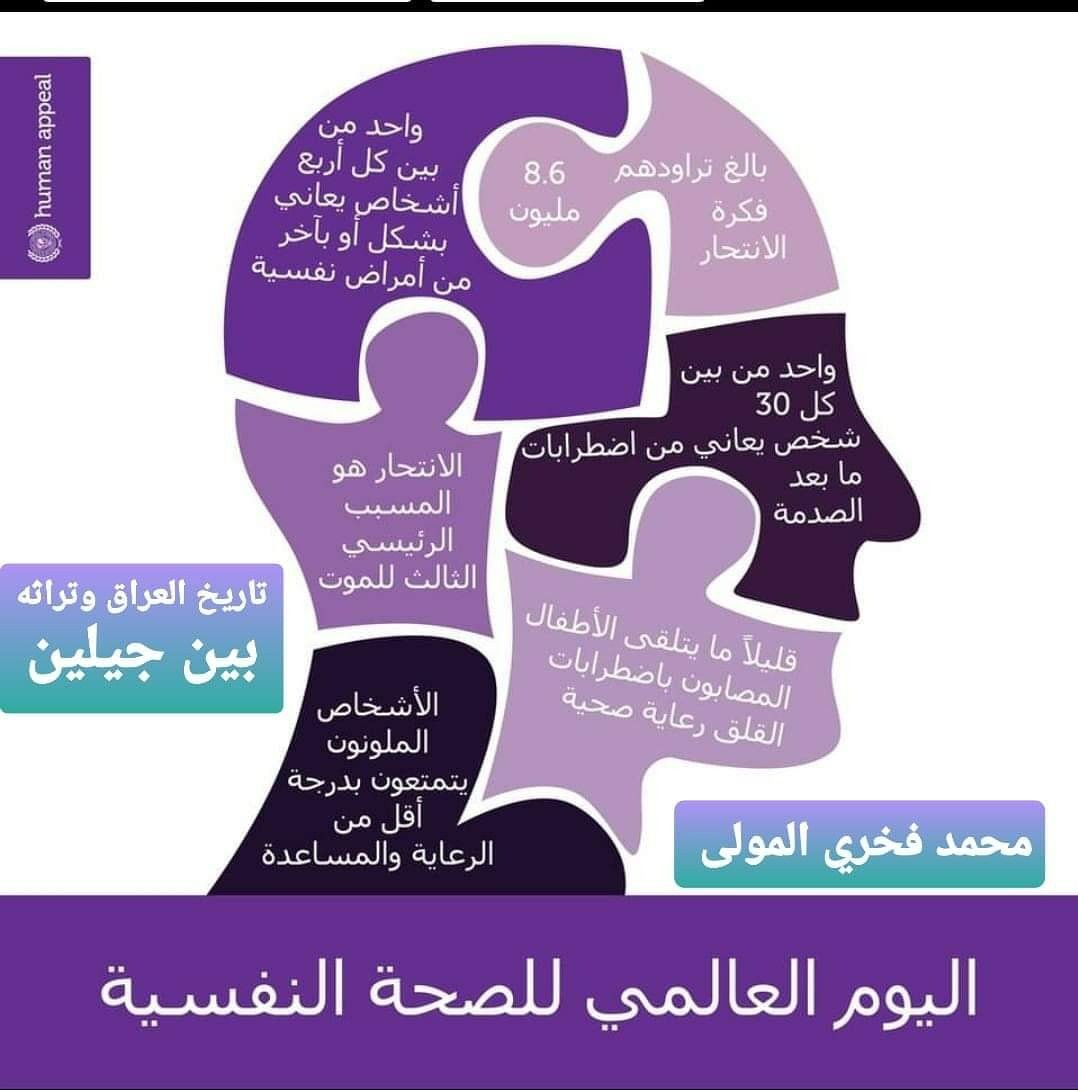 human appeal
واحد من
بين كل أربع
أشخاص يعاني
بشكل أو بآخر
من أمراض نفسية
8.6
مليون
بالغ تراودهم
فكرة
الانتحار
واحد من بين
كل 30
شخص يعاني من اضطرابات
ما بعد
الصدمة
الانتحار هو
المسبب
الرئيسي
الثالث للموت
قليلاً ما يتلقى الأطفال
المصابون باضطرابات
القلق رعاية صحية
تاريخ العراق وتراثه
بين جيلين
الأشخاص
الملونون
يتمتعون بدرجة
أقل من
الرعاية والمساعدة
محمد فخري المولى
اليوم العالمي للصحة النفسية